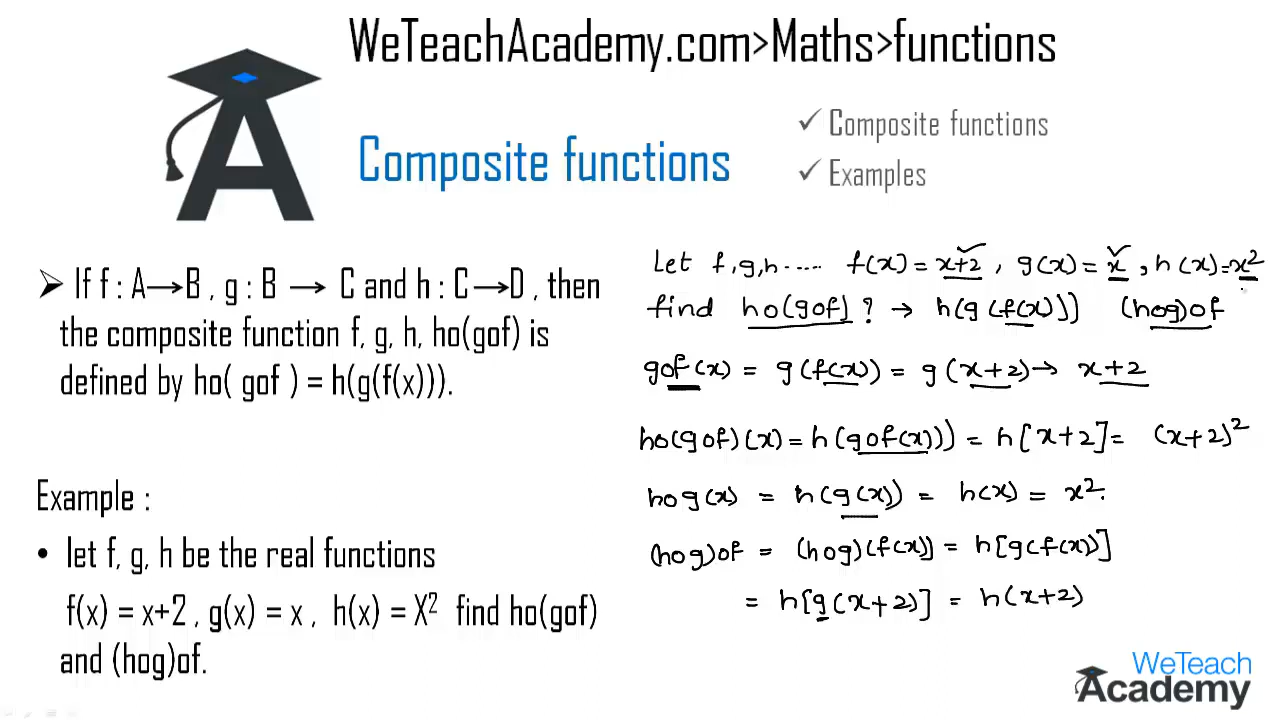 WeTeachAcademy.com>Maths>functions
Composite functions
✓ Composite functions
✓ Examples
➢ If f : A→B , g : B → C and h : C→D , then
the composite function f, g, h, ho(gof) is
defined by ho( gof ) = h(g(f(x))).
Example :
• let f, g, h be the real functions
f(x) = x+2 , g(x) = x , h(x) = X² find ho(gof)
and (hog)of.
Let f,g,h ..... f(x) = x+2 , g(x) = x , h(x)=x²
find ho(gof) ? → h(g(f(x))] (hog)of
gof(x) = g(f(x)) = g(x+2) → x+2
ho(gof)(x) = h(gof(x))) = h[x+2] = (x+2)²
hog(x) = h(g(x)) = h(x) = x².
(hog)of = (hog)(f(x)] = h[g(f(x))]
= h[g(x+2)] = h(x+2)
WeTeach
Academy